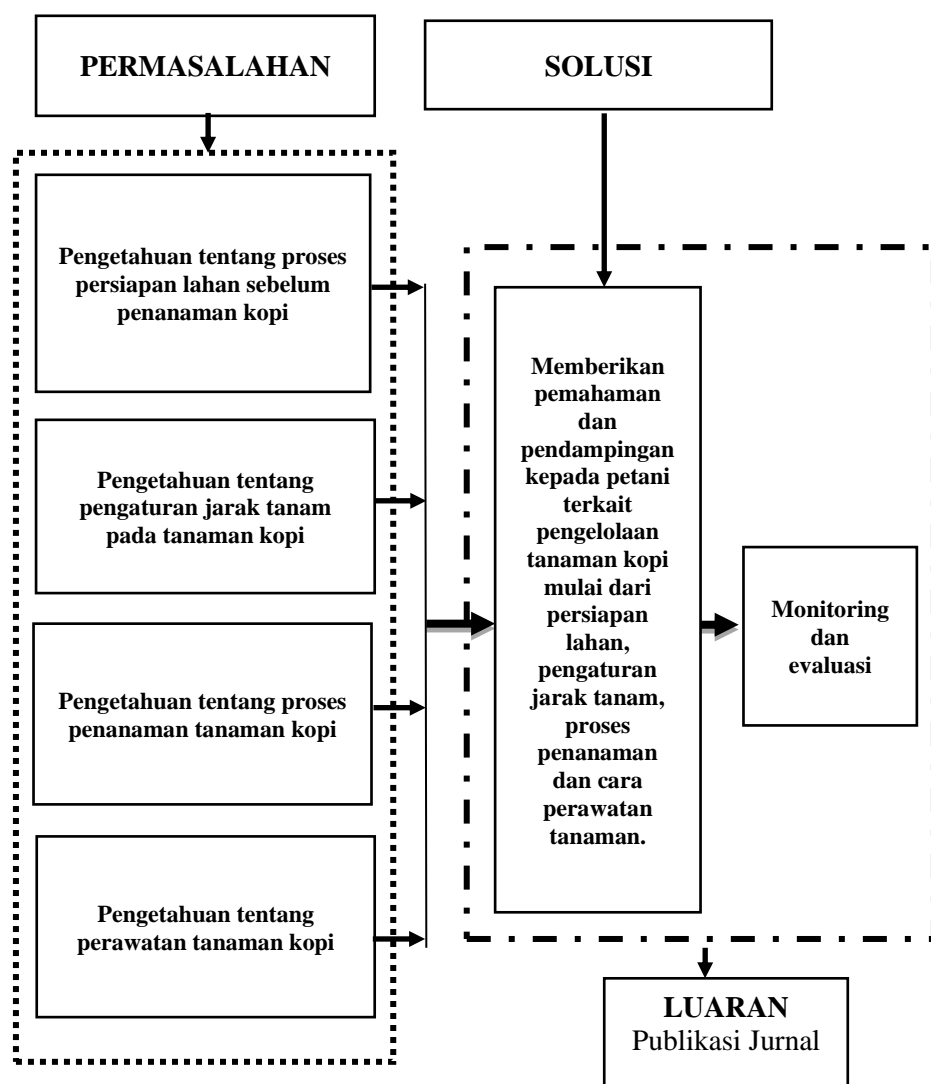 PERMASALAHAN
SOLUSI
Pengetahuan tentang proses
persiapan lahan sebelum
penanaman kopi
Pengetahuan tentang
pengaturan jarak tanam
pada tanaman kopi
Pengetahuan tentang proses
penanaman tanaman kopi
Pengetahuan tentang
perawatan tanaman kopi
Memberikan
pemahaman
dan
pendampingan
kepada petani
terkait
pengelolaan
tanaman kopi
mulai dari
persiapan
lahan,
pengaturan
jarak tanam,
proses
penanaman
dan cara
perawatan
tanaman.
Monitoring
dan
evaluasi
LUARAN
Publikasi Jurnal